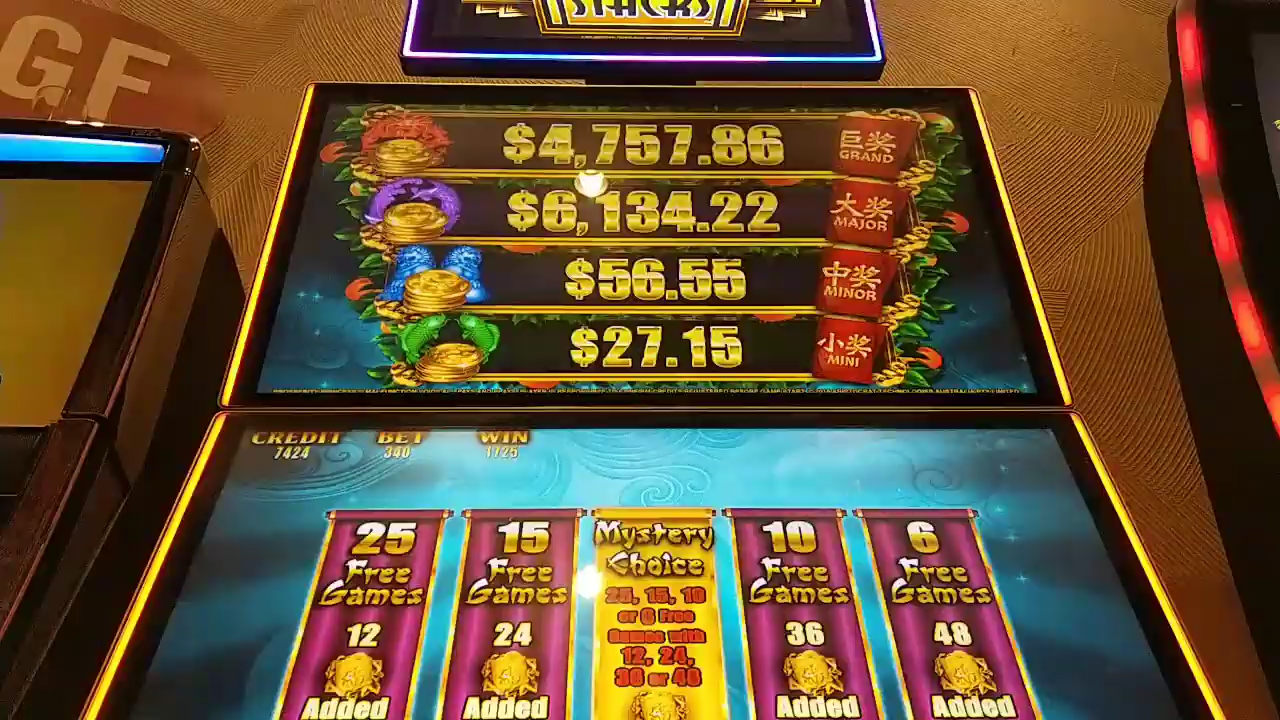 STACKS
GE
$4,757.86
巨奖
GRAND
$6,134.22
大奖
MAJOR
$56.55
中奖
MINOR
$27.15
小奖
MINI
CREDIT BET WIN
7424 340 1725
25
Free
Games
12
Added
15
Free
Games
24
Added
Mystery
Choice
25, 15, 10
or 6 Free
Games with
12, 24,
36 or 48
10
Free
Games
36
Added
6
Free
Games
48
Added